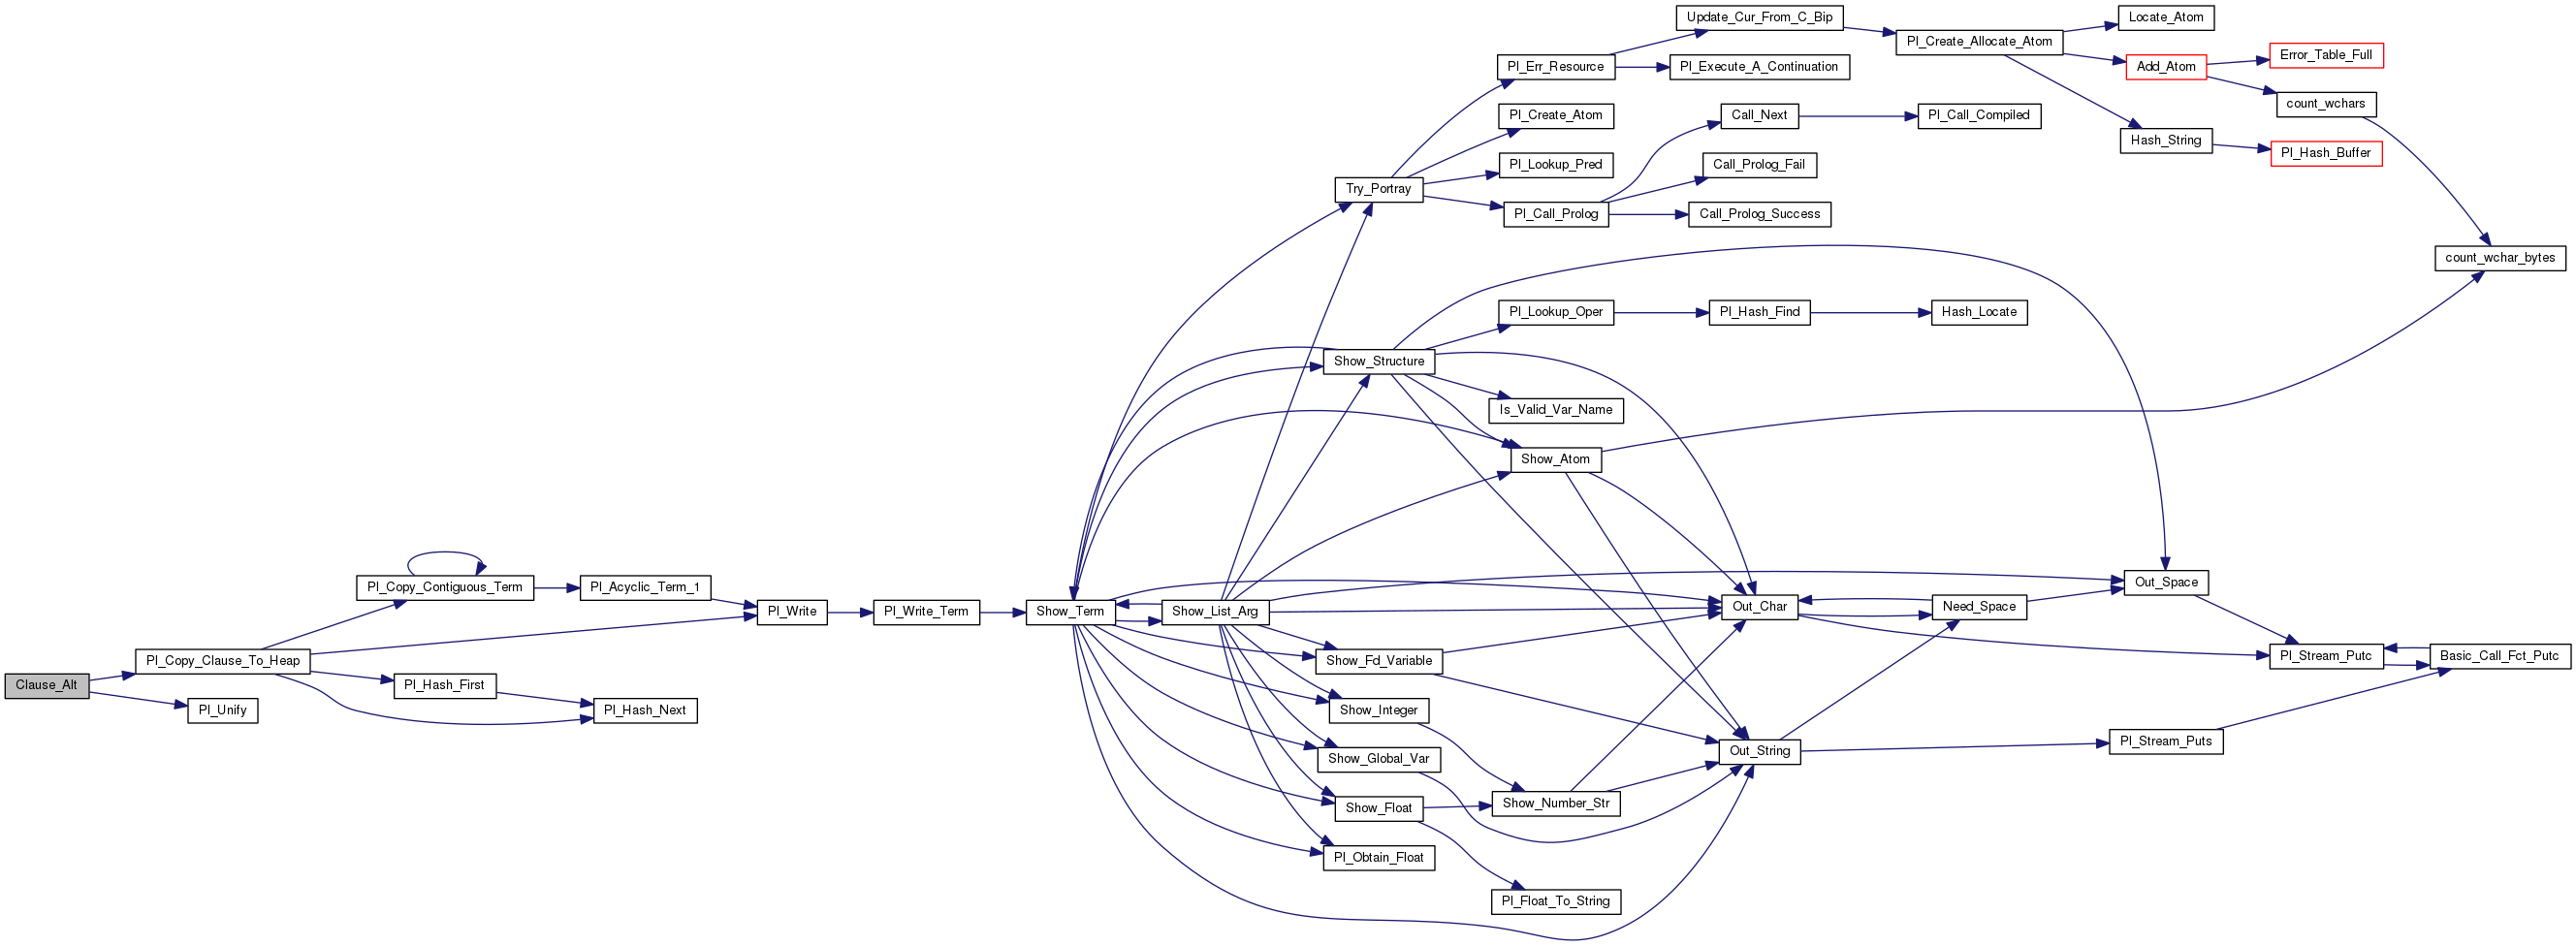 Update_Cur_From_C_Bip
Locate_Atom
Pl_Create_Allocate_Atom
Error_Table_Full
Pl_Err_Resource
Pl_Execute_A_Continuation
Add_Atom
count_wchars
Pl_Create_Atom
Call_Next
Pl_Call_Compiled
Hash_String
Pl_Hash_Buffer
Pl_Lookup_Pred
Call_Prolog_Fail
Try_Portray
Pl_Call_Prolog
Call_Prolog_Success
count_wchar_bytes
Pl_Lookup_Oper
Pl_Hash_Find
Hash_Locate
Show_Structure
Is_Valid_Var_Name
Show_Atom
Out_Space
Pl_Copy_Contiguous_Term
Pl_Acyclic_Term_1
Pl_Write
Pl_Write_Term
Show_Term
Show_List_Arg
Out_Char
Need_Space
Pl_Copy_Clause_To_Heap
Show_Fd_Variable
Pl_Stream_Putc
Basic_Call_Fct_Putc
Clause_Alt
Pl_Hash_First
Pl_Unify
Pl_Hash_Next
Show_Integer
Pl_Stream_Puts
Show_Global_Var
Out_String
Show_Float
Show_Number_Str
Pl_Obtain_Float
Pl_Float_To_String